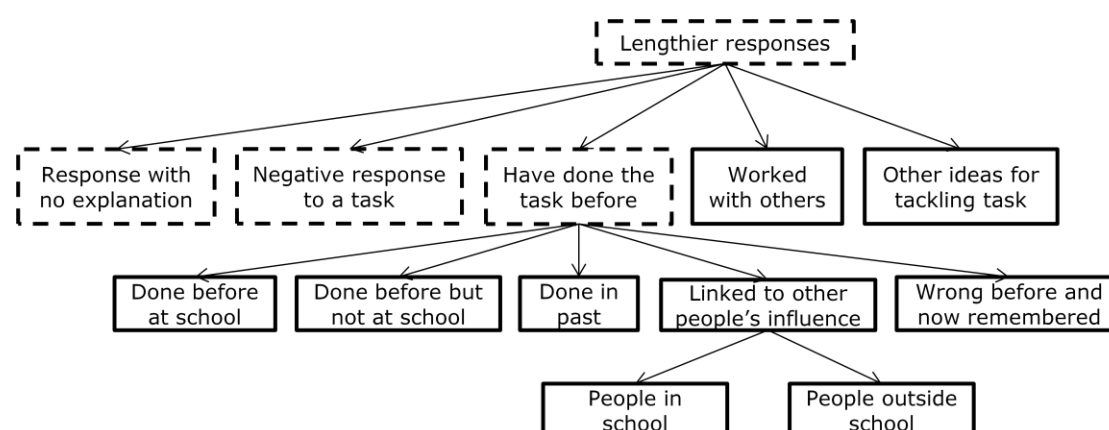 Lengthier responses
Response with
no explanation
Negative response
to a task
Have done the
task before
Worked
with others
Other ideas for
tackling task
Done before
at school
Done before but
not at school
Done in
past
Linked to other
people’s influence
Wrong before and
now remembered
People in
school
People outside
school